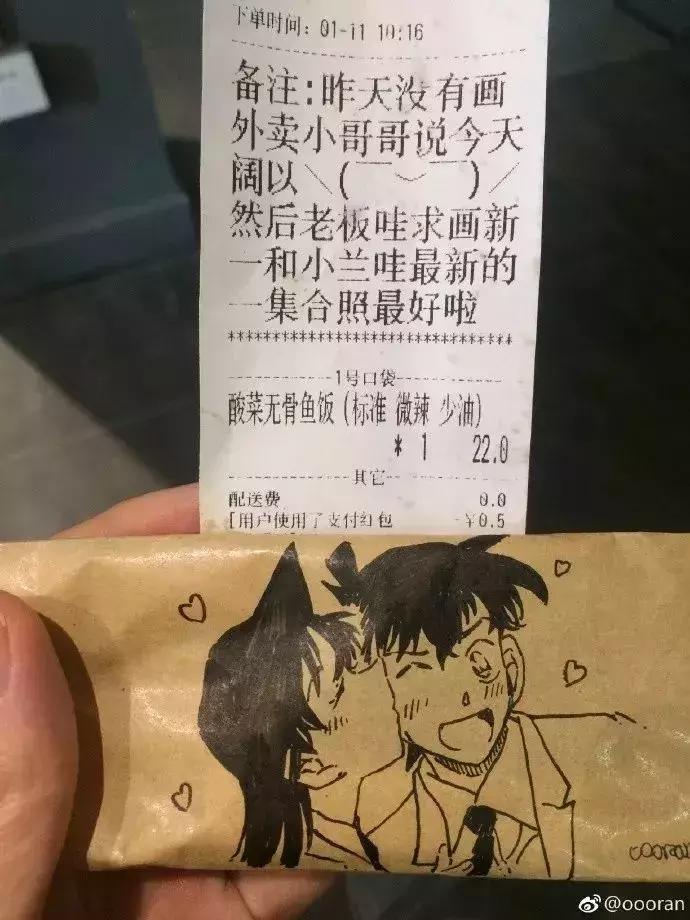 下单时间: 01-11 10:16
备注:昨天没有画
外卖小哥哥说今天
阔以＼(￣︶￣)／
然后老板哇求画新
一和小兰哇最新的
一集合照最好啦
********************************
------------1号口袋------------
酸菜无骨鱼饭(标准 微辣 少油)
* 1 22.0
--------------其它--------------
配送费 0.0
[用户使用了支付红包 -￥0.5
oooran
@oooran